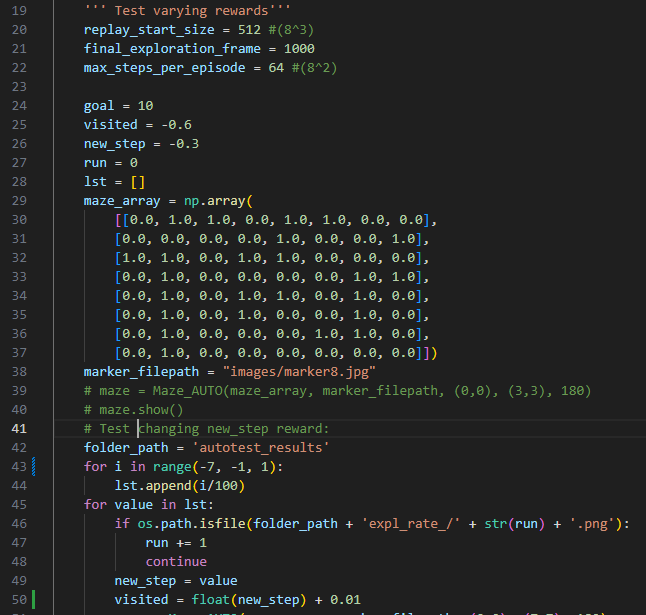 19 ''' Test varying rewards'''
20 replay_start_size = 512 #(8^3)
21 final_exploration_frame = 1000
22 max_steps_per_episode = 64 #(8^2)
23
24 goal = 10
25 visited = -0.6
26 new_step = -0.3
27 run = 0
28 lst = []
29 maze_array = np.array(
30 [[0.0, 1.0, 1.0, 0.0, 1.0, 1.0, 0.0, 0.0],
31 [0.0, 0.0, 0.0, 0.0, 1.0, 0.0, 0.0, 1.0],
32 [1.0, 1.0, 0.0, 1.0, 1.0, 0.0, 0.0, 0.0],
33 [0.0, 1.0, 0.0, 0.0, 0.0, 0.0, 1.0, 1.0],
34 [0.0, 1.0, 0.0, 1.0, 1.0, 0.0, 1.0, 0.0],
35 [0.0, 1.0, 0.0, 1.0, 0.0, 0.0, 1.0, 0.0],
36 [0.0, 1.0, 0.0, 0.0, 0.0, 1.0, 1.0, 0.0],
37 [0.0, 1.0, 0.0, 1.0, 0.0, 0.0, 0.0, 0.0]])
38 marker_filepath = "images/marker8.jpg"
39 # maze = Maze_AUTO(maze_array, marker_filepath, (0,0), (3,3), 180)
40 # maze.show()
41 # Test changing new_step reward:
42 folder_path = 'autotest_results'
43 for i in range(-7, -1, 1):
44 lst.append(i/100)
45 for value in lst:
46 if os.path.isfile(folder_path + 'expl_rate_/' + str(run) + '.png'):
47 run += 1
48 continue
49 new_step = value
50 visited = float(new_step) + 0.01